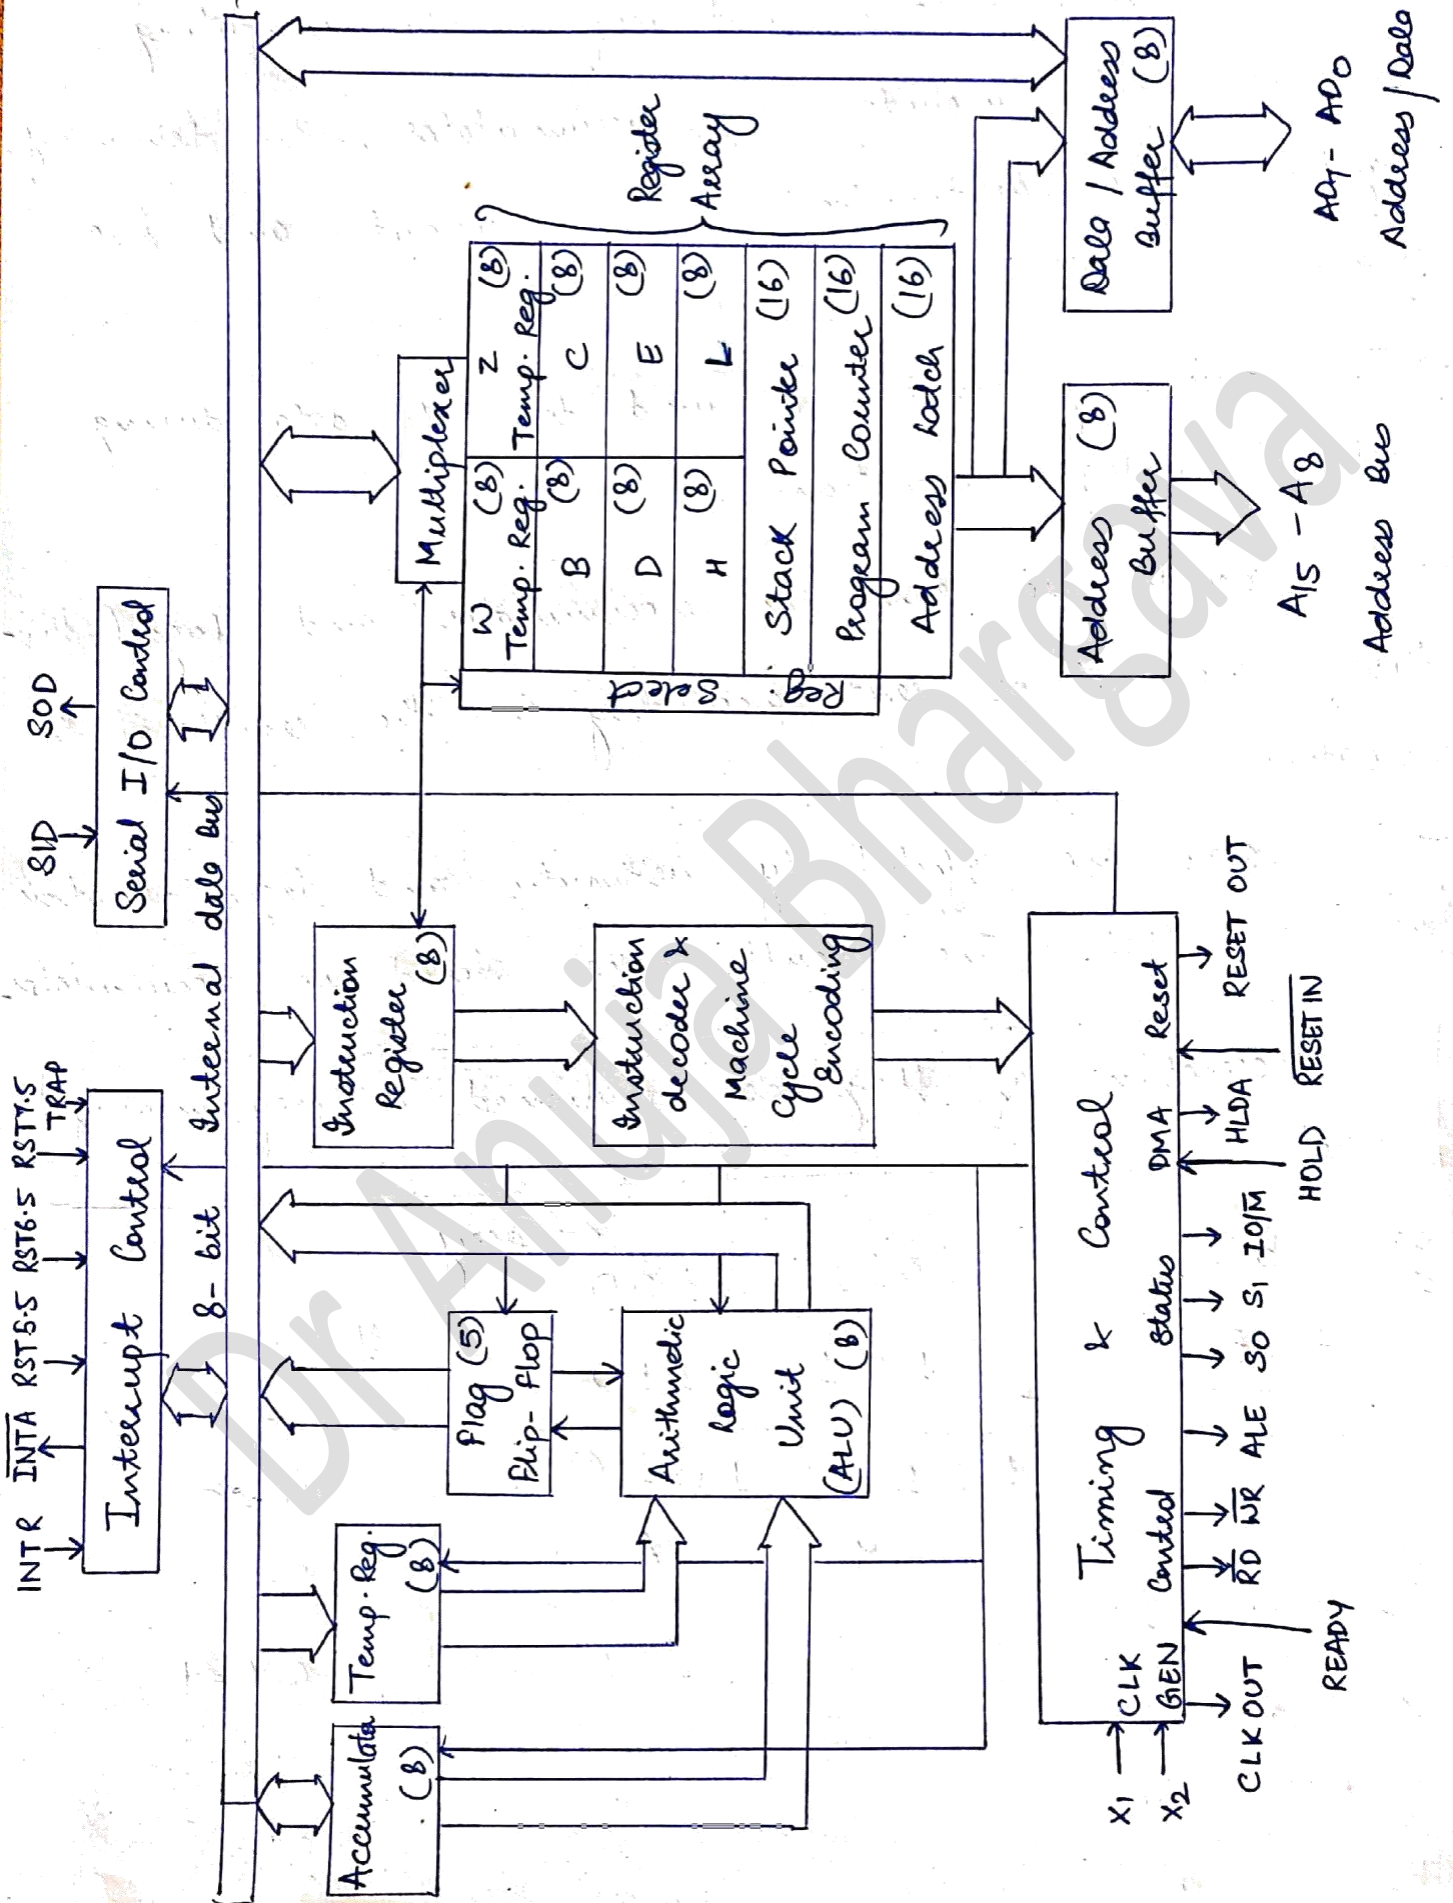 INTR INTA RST5.5 RST6.5 RST7.5 TRAP
SID SOD
Interrupt Control
Serial I/O Control
8-bit Internal data bus
Accumulator
(8)
Temp. Reg.
(8)
Flag (5)
Flip-Flop
Arithmetic
Logic
Unit
(ALU) (8)
Instruction
Register
(8)
Instruction
decoder &
Machine
Cycle
Encoding
Multiplexer
Reg.
Select
W (8)
Temp. Reg.
Z (8)
Temp. Reg.
B (8)
C (8)
D (8)
E (8)
H (8)
L (8)
Stack Pointer (16)
Program Counter (16)
Address Latch (16)
Register
Array
Timing & Control
CLK
GEN
Control
Status
DMA
Reset
X1
X2
CLK OUT
READY
RD WR ALE S0 S1 IO/M
HOLD
HLDA
RESET IN
RESET OUT
Address (8)
Buffer
Data / Address
Buffer (8)
A15 - A8
Address Bus
AD7 - AD0
Address / Data
Dr Anuja Bhargava